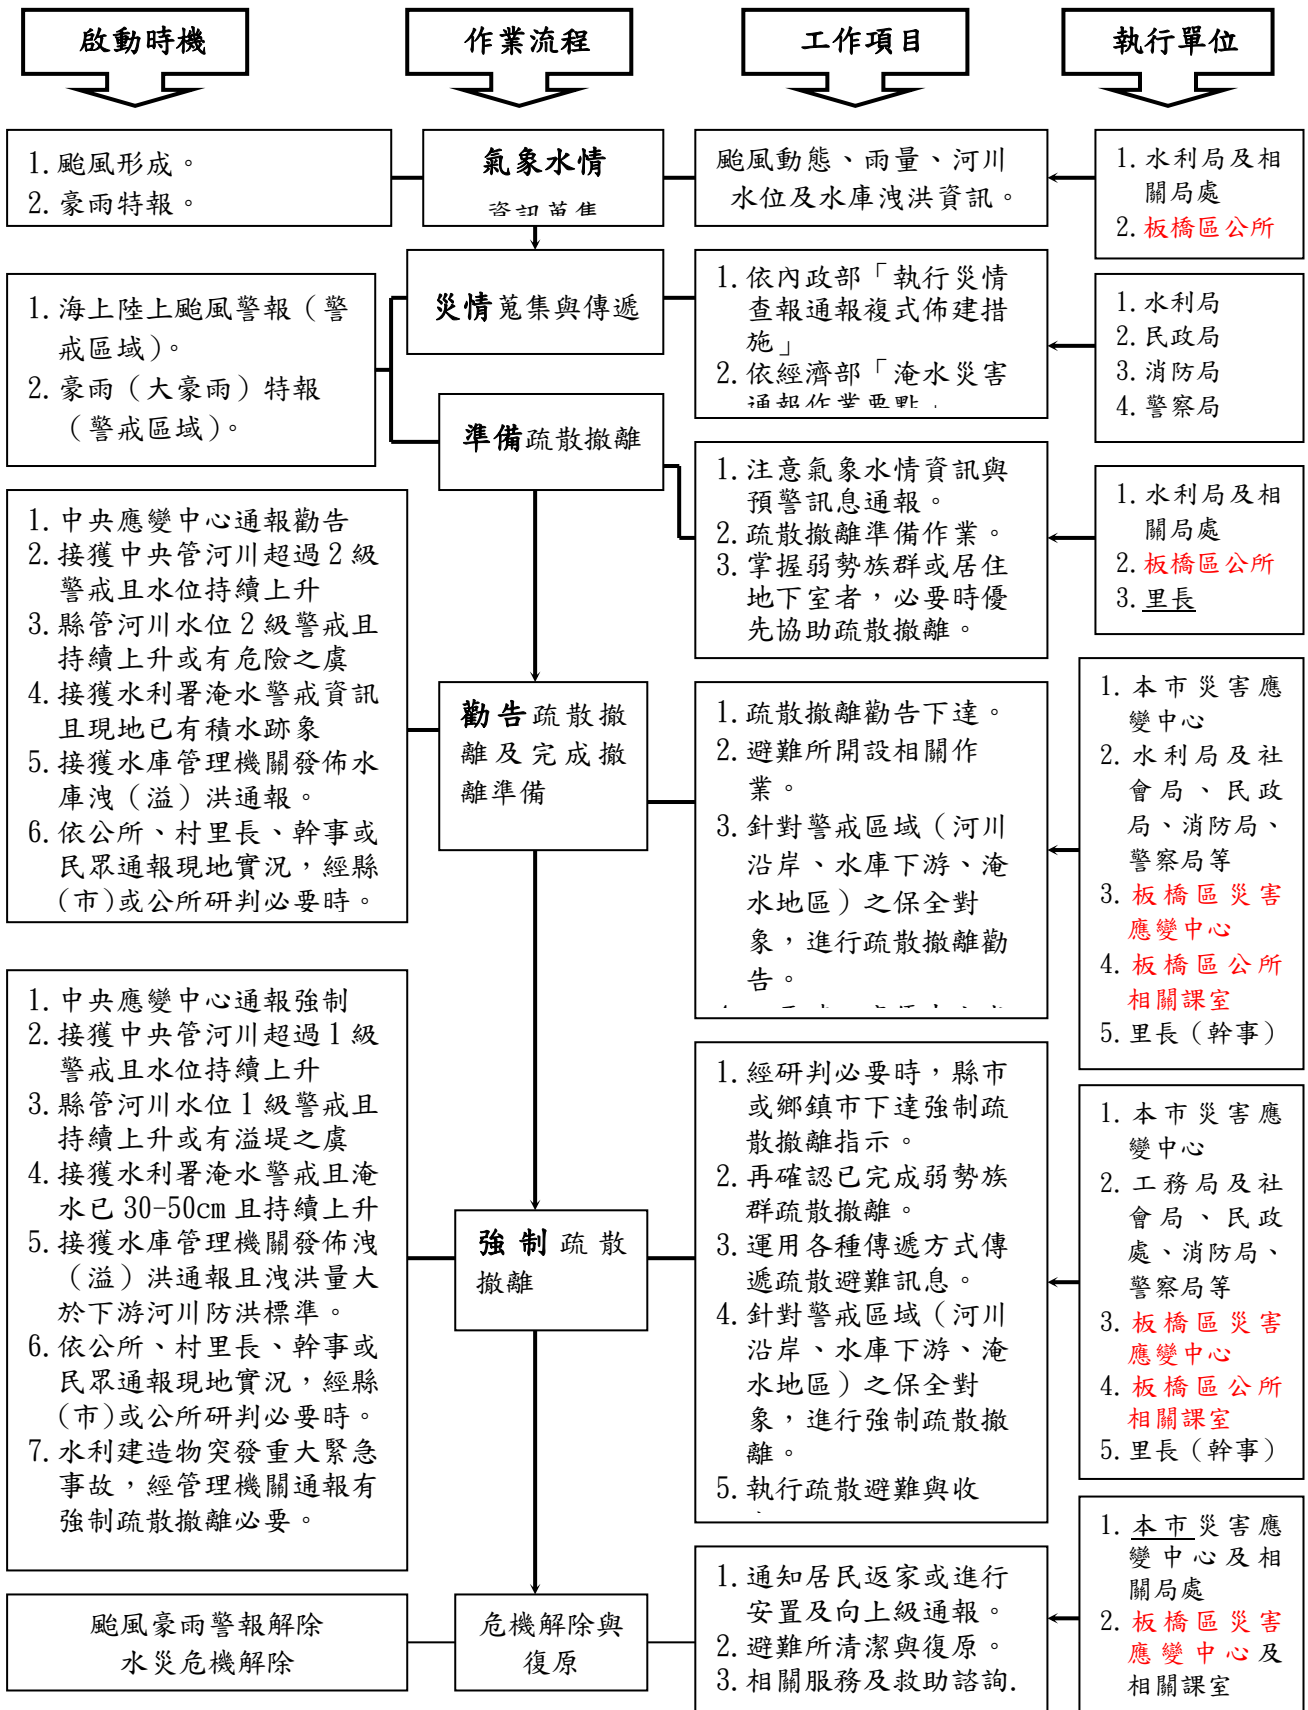 啟動時機
作業流程
工作項目
執行單位
1.颱風形成。
2.豪雨特報。
氣象水情
資訊蒐集
颱風動態、雨量、河川
水位及水庫洩洪資訊。
1.水利局及相
關局處
2.板橋區公所
1.海上陸上颱風警報（警
戒區域）。
2.豪雨（大豪雨）特報
（警戒區域）。
災情蒐集與傳遞
1.依內政部「執行災情
查報通報複式佈建措
施」
2.依經濟部「淹水災害
通報作業要點」
1.水利局
2.民政局
3.消防局
4.警察局
準備疏散撤離
1.注意氣象水情資訊與
預警訊息通報。
2.疏散撤離準備作業。
3.掌握弱勢族群或居住
地下室者，必要時優
先協助疏散撤離。
1.水利局及相
關局處
2.板橋區公所
3.里長
1.中央應變中心通報勸告
2.接獲中央管河川超過2級
警戒且水位持續上升
3.縣管河川水位2級警戒且
持續上升或有危險之虞
4.接獲水利署淹水警戒資訊
且現地已有積水跡象
5.接獲水庫管理機關發佈水
庫洩（溢）洪通報。
6.依公所、村里長、幹事或
民眾通報現地實況，經縣
(市)或公所研判必要時。
勸告疏散撤
離及完成撤
離準備
1.疏散撤離勸告下達。
2.避難所開設相關作
業。
3.針對警戒區域（河川
沿岸、水庫下游、淹
水地區）之保全對
象，進行疏散撤離勸
告。
1.本市災害應
變中心
2.水利局及社
會局、民政
局、消防局、
警察局等
3.板橋區災害
應變中心
4.板橋區公所
相關課室
5.里長（幹事）
1.中央應變中心通報強制
2.接獲中央管河川超過1級
警戒且水位持續上升
3.縣管河川水位1級警戒且
持續上升或有溢堤之虞
4.接獲水利署淹水警戒且淹
水已30-50cm且持續上升
5.接獲水庫管理機關發佈洩
（溢）洪通報且洩洪量大
於下游河川防洪標準。
6.依公所、村里長、幹事或
民眾通報現地實況，經縣
(市)或公所研判必要時。
7.水利建造物突發重大緊急
事故，經管理機關通報有
強制疏散撤離必要。
強制疏散
撤離
1.經研判必要時，縣市
或鄉鎮市下達強制疏
散撤離指示。
2.再確認已完成弱勢族
群疏散撤離。
3.運用各種傳遞方式傳
遞疏散避難訊息。
4.針對警戒區域（河川
沿岸、水庫下游、淹
水地區）之保全對
象，進行強制疏散撤
離。
5.執行疏散避難與收
1.本市災害應
變中心
2.工務局及社
會局、民政
處、消防局、
警察局等
3.板橋區災害
應變中心
4.板橋區公所
相關課室
5.里長（幹事）
颱風豪雨警報解除
水災危機解除
危機解除與
復原
1.通知居民返家或進行
安置及向上級通報。
2.避難所清潔與復原。
3.相關服務及救助諮詢.
1.本市災害應
變中心及相
關局處
2.板橋區災害
應變中心及
相關課室